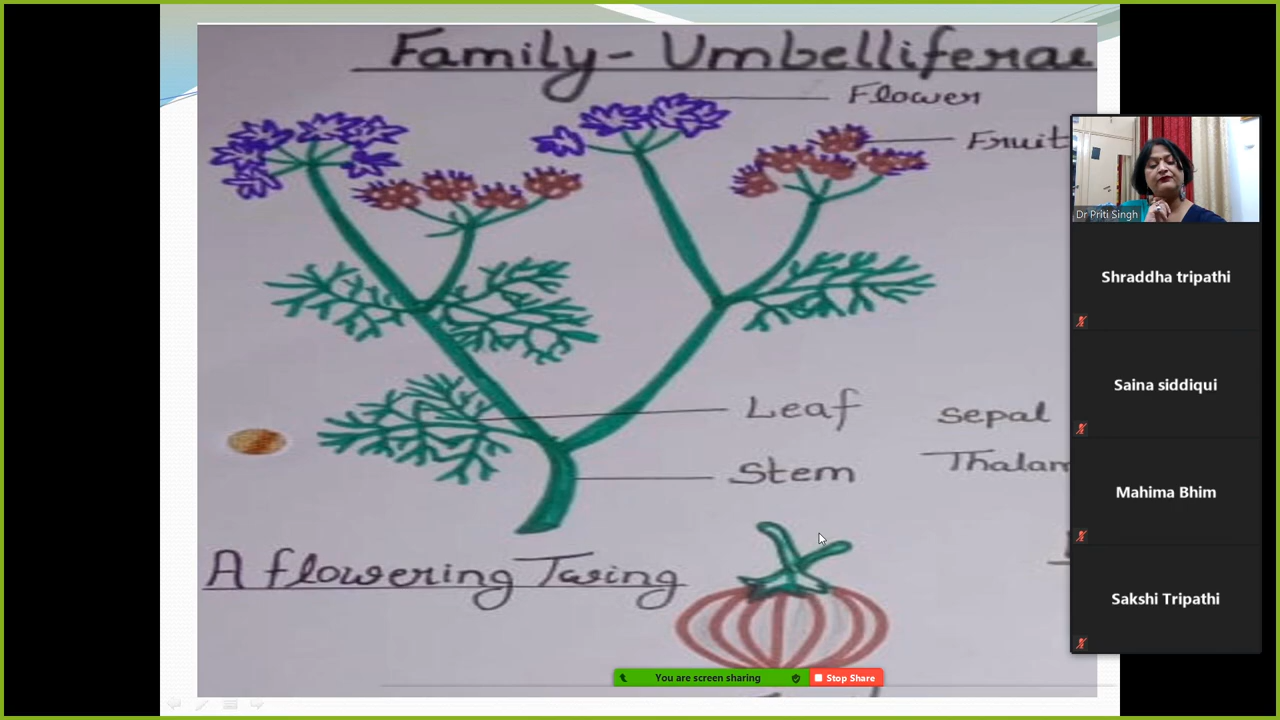 Family - Umbelliferae
Flower
Fruit
Leaf
Sepal
Stem
A flowering Twing
Dr Priti Singh
Shraddha tripathi
Saina siddiqui
Mahima Bhim
Sakshi Tripathi
You are screen sharing
Stop Share